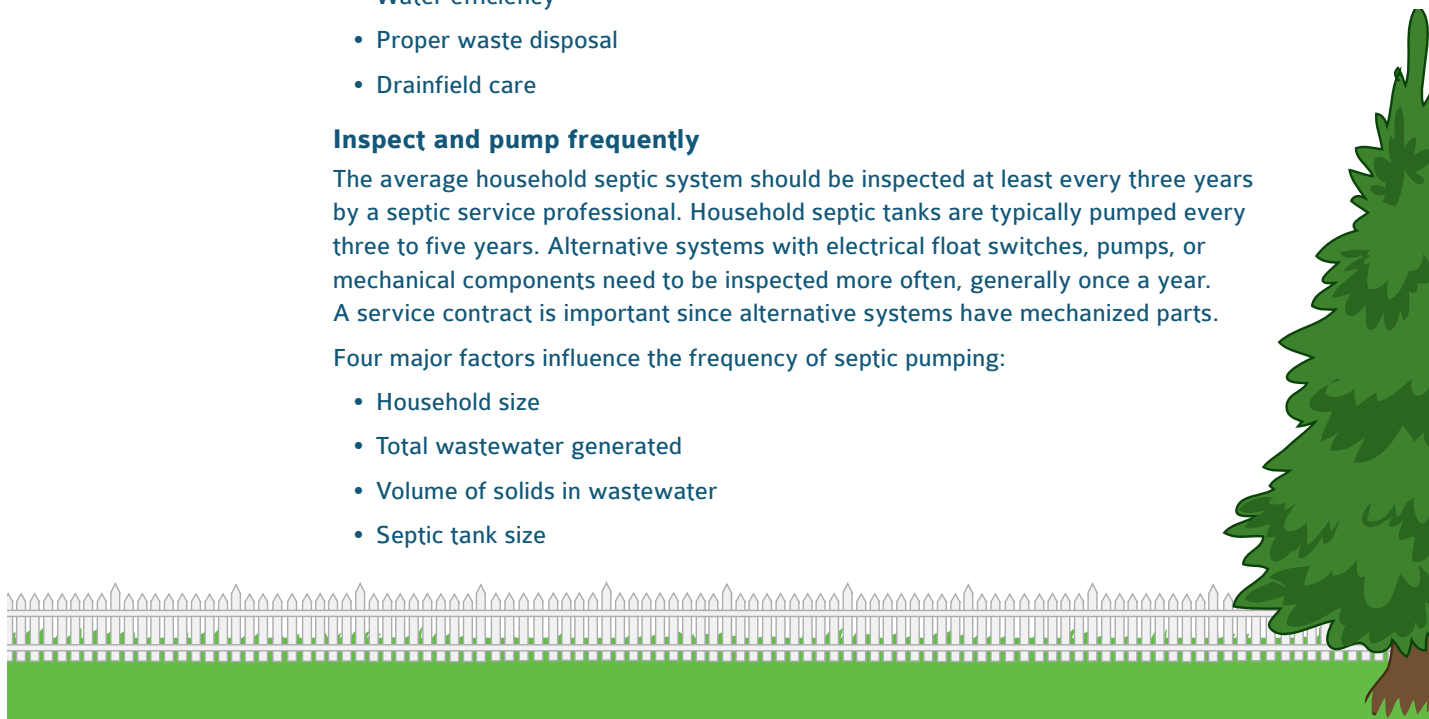 Water efficiency
• Proper waste disposal
• Drainfield care
Inspect and pump frequently
The average household septic system should be inspected at least every three years
by a septic service professional. Household septic tanks are typically pumped every
three to five years. Alternative systems with electrical float switches, pumps, or
mechanical components need to be inspected more often, generally once a year.
A service contract is important since alternative systems have mechanized parts.
Four major factors influence the frequency of septic pumping:
• Household size
• Total wastewater generated
• Volume of solids in wastewater
• Septic tank size